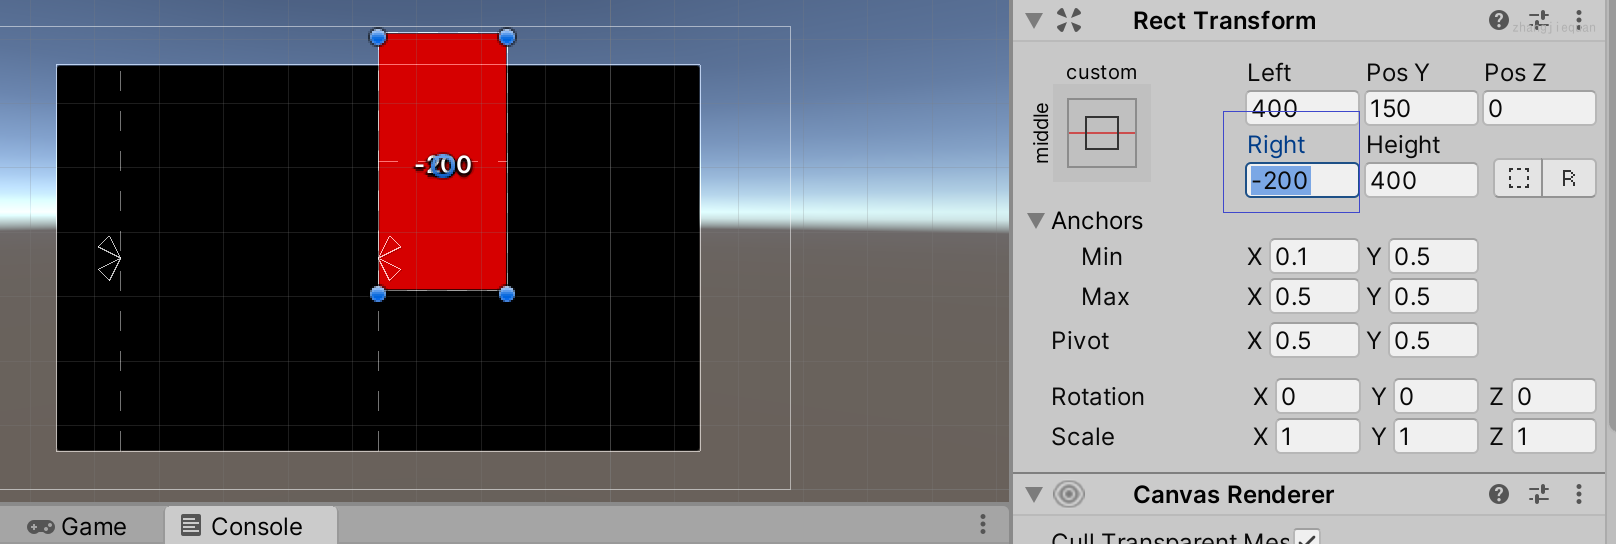 -200
Game
Console
Rect Transform
zhangjiequan
custom
middle
Left Pos Y Pos Z
400 150 0
Right Height
-200 400 R
Anchors
Min X 0.1 Y 0.5
Max X 0.5 Y 0.5
Pivot X 0.5 Y 0.5
Rotation X 0 Y 0 Z 0
Scale X 1 Y 1 Z 1
Canvas Renderer
Cull Transparent Mes